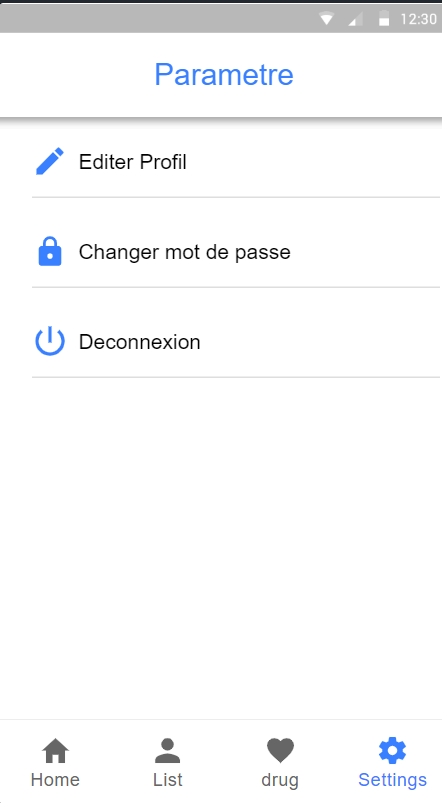 12:30
Parametre
Editer Profil
Changer mot de passe
Deconnexion
Home List drug Settings